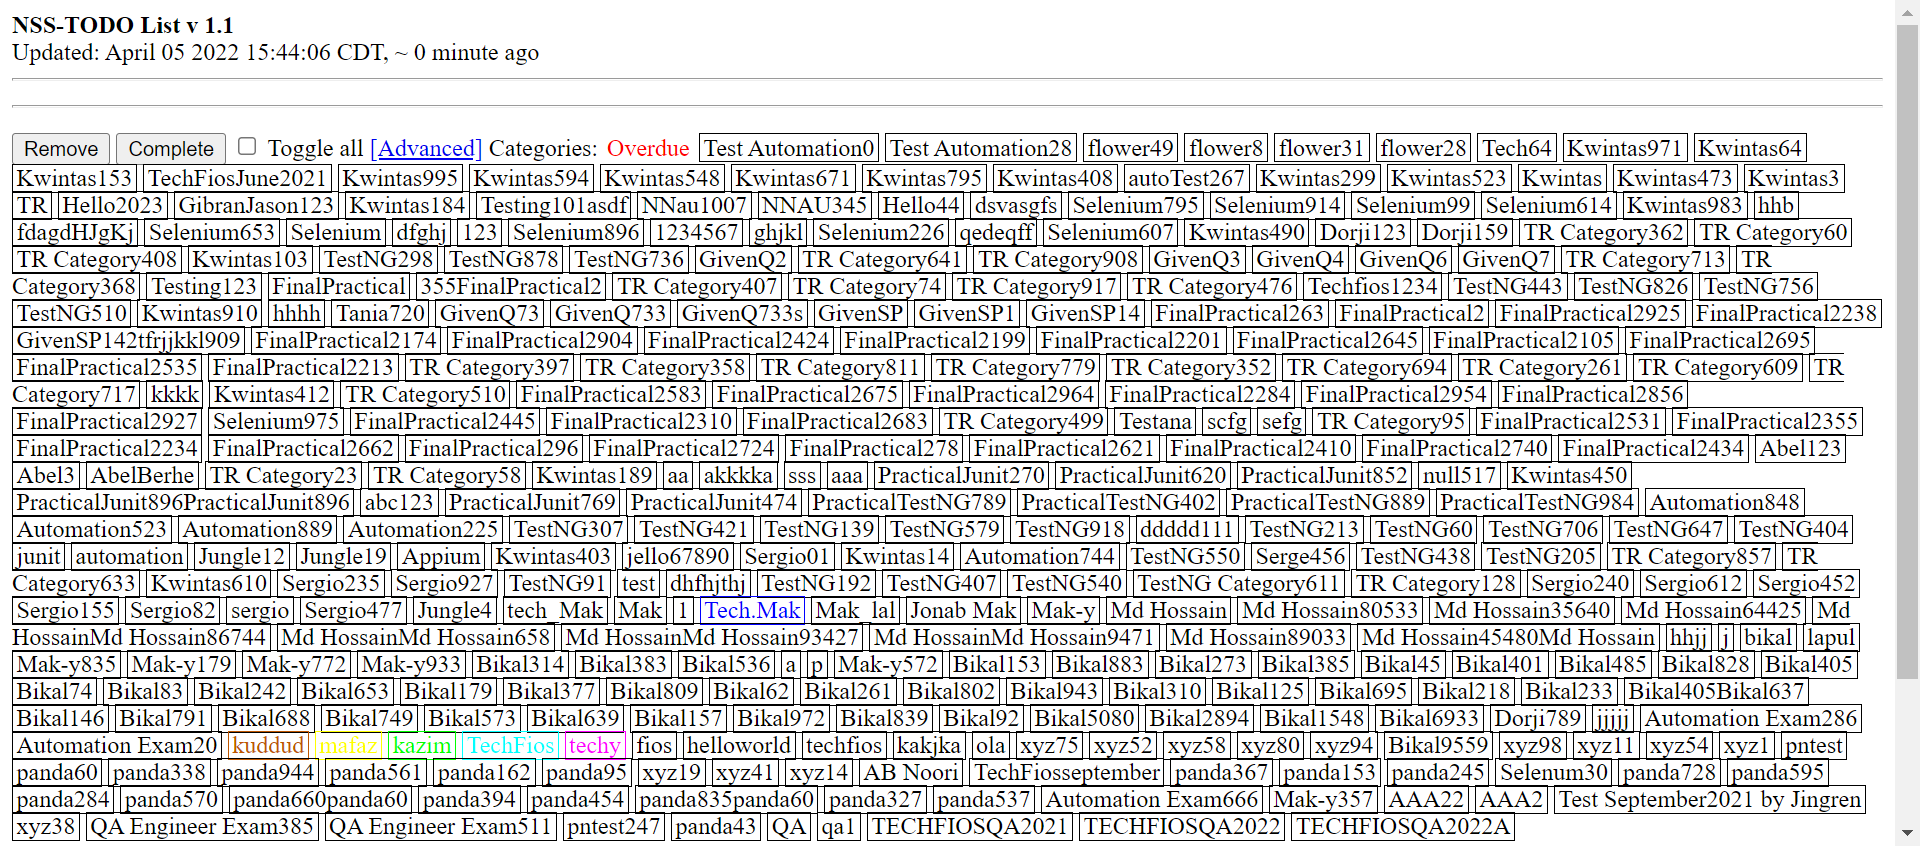 NSS-TODO List v 1.1
Updated: April 05 2022 15:44:06 CDT, ~ 0 minute ago
Remove Complete Toggle all [Advanced] Categories: Overdue Test Automation0 Test Automation28 flower49 flower8 flower31 flower28 Tech64 Kwintas971 Kwintas64
Kwintas153 TechFiosJune2021 Kwintas995 Kwintas594 Kwintas548 Kwintas671 Kwintas795 Kwintas408 autoTest267 Kwintas299 Kwintas523 Kwintas Kwintas473 Kwintas3
TR Hello2023 GibranJason123 Kwintas184 Testing101asdf NNau1007 NNAU345 Hello44 dsvasgfs Selenium795 Selenium914 Selenium99 Selenium614 Kwintas983 hhb
fdagdHJgKj Selenium653 Selenium dfghj 123 Selenium896 1234567 ghjkl Selenium226 qedeqff Selenium607 Kwintas490 Dorji123 Dorji159 TR Category362 TR Category60
TR Category408 Kwintas103 TestNG298 TestNG878 TestNG736 GivenQ2 TR Category641 TR Category908 GivenQ3 GivenQ4 GivenQ6 GivenQ7 TR Category713 TR
Category368 Testing123 FinalPractical 355FinalPractical2 TR Category407 TR Category74 TR Category917 TR Category476 Techfios1234 TestNG443 TestNG826 TestNG756
TestNG510 Kwintas910 hhhh Tania720 GivenQ73 GivenQ733 GivenQ733s GivenSP GivenSP1 GivenSP14 FinalPractical263 FinalPractical2 FinalPractical2925 FinalPractical2238
GivenSP142tfrjjkkl909 FinalPractical2174 FinalPractical2904 FinalPractical2424 FinalPractical2199 FinalPractical2201 FinalPractical2645 FinalPractical2105 FinalPractical2695
FinalPractical2535 FinalPractical2213 TR Category397 TR Category358 TR Category811 TR Category779 TR Category352 TR Category694 TR Category261 TR Category609 TR
Category717 kkkk Kwintas412 TR Category510 FinalPractical2583 FinalPractical2675 FinalPractical2964 FinalPractical2284 FinalPractical2954 FinalPractical2856
FinalPractical2927 Selenium975 FinalPractical2445 FinalPractical2310 FinalPractical2683 TR Category499 Testana scfg sefg TR Category95 FinalPractical2531 FinalPractical2355
FinalPractical2234 FinalPractical2662 FinalPractical296 FinalPractical2724 FinalPractical278 FinalPractical2621 FinalPractical2410 FinalPractical2740 FinalPractical2434 Abel123
Abel3 AbelBerhe TR Category23 TR Category58 Kwintas189 aa akkkka sss aaa PracticalJunit270 PracticalJunit620 PracticalJunit852 null517 Kwintas450
PracticalJunit896PracticalJunit896 abc123 PracticalJunit769 PracticalJunit474 PracticalTestNG789 PracticalTestNG402 PracticalTestNG889 PracticalTestNG984 Automation848
Automation523 Automation889 Automation225 TestNG307 TestNG421 TestNG139 TestNG579 TestNG918 ddddd111 TestNG213 TestNG60 TestNG706 TestNG647 TestNG404
junit automation Jungle12 Jungle19 Appium Kwintas403 jello67890 Sergio01 Kwintas14 Automation744 TestNG550 Serge456 TestNG438 TestNG205 TR Category857 TR
Category633 Kwintas610 Sergio235 Sergio927 TestNG91 test dhfhjthj TestNG192 TestNG407 TestNG540 TestNG Category611 TR Category128 Sergio240 Sergio612 Sergio452
Sergio155 Sergio82 sergio Sergio477 Jungle4 tech_Mak Mak 1 Tech.Mak Mak_lal Jonab Mak Mak-y Md Hossain Md Hossain80533 Md Hossain35640 Md Hossain64425 Md
HossainMd Hossain86744 Md HossainMd Hossain658 Md HossainMd Hossain93427 Md HossainMd Hossain9471 Md Hossain89033 Md Hossain45480Md Hossain hhjj j bikal lapul
Mak-y835 Mak-y179 Mak-y772 Mak-y933 Bikal314 Bikal383 Bikal536 a p Mak-y572 Bikal153 Bikal883 Bikal273 Bikal385 Bikal45 Bikal401 Bikal485 Bikal828 Bikal405
Bikal74 Bikal83 Bikal242 Bikal653 Bikal179 Bikal377 Bikal809 Bikal62 Bikal261 Bikal802 Bikal943 Bikal310 Bikal125 Bikal695 Bikal218 Bikal233 Bikal405Bikal637
Bikal146 Bikal791 Bikal688 Bikal749 Bikal573 Bikal639 Bikal157 Bikal972 Bikal839 Bikal92 Bikal5080 Bikal2894 Bikal1548 Bikal6933 Dorji789 jjjjj Automation Exam286
Automation Exam20 kuddud mafaz kazim TechFios techy fios helloworld techfios kakjka ola xyz75 xyz52 xyz58 xyz80 xyz94 Bikal9559 xyz98 xyz11 xyz54 xyz1 pntest
panda60 panda338 panda944 panda561 panda162 panda95 xyz19 xyz41 xyz14 AB Noori TechFiosseptember panda367 panda153 panda245 Selenum30 panda728 panda595
panda284 panda570 panda660panda60 panda394 panda454 panda835panda60 panda327 panda537 Automation Exam666 Mak-y357 AAA22 AAA2 Test September2021 by Jingren
xyz38 QA Engineer Exam385 QA Engineer Exam511 pntest247 panda43 QA qa1 TECHFIOSQA2021 TECHFIOSQA2022 TECHFIOSQA2022A